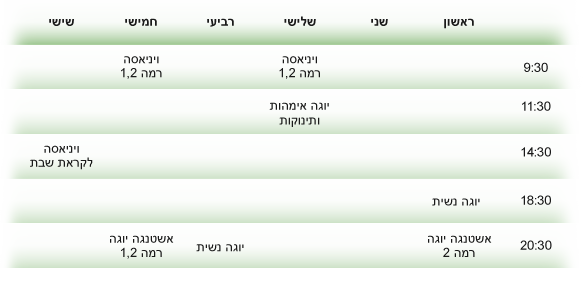 ראשון שני שלישי רביעי חמישי שישי
9:30 ויניאסה ויניאסה
רמה 1,2 רמה 1,2
11:30 יוגה אימהות
ותינוקות
14:30 ויניאסה
לקראת שבת
18:30 יוגה נשית
20:30 אשטנגה יוגה יוגה נשית אשטנגה יוגה
רמה 2 רמה 1,2